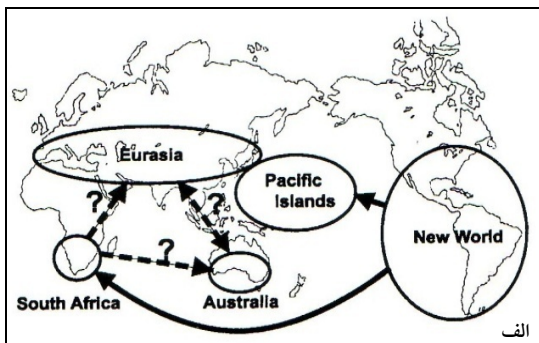 Eurasia
?
?
Pacific
Islands
?
New World
South Africa
Australia
الف